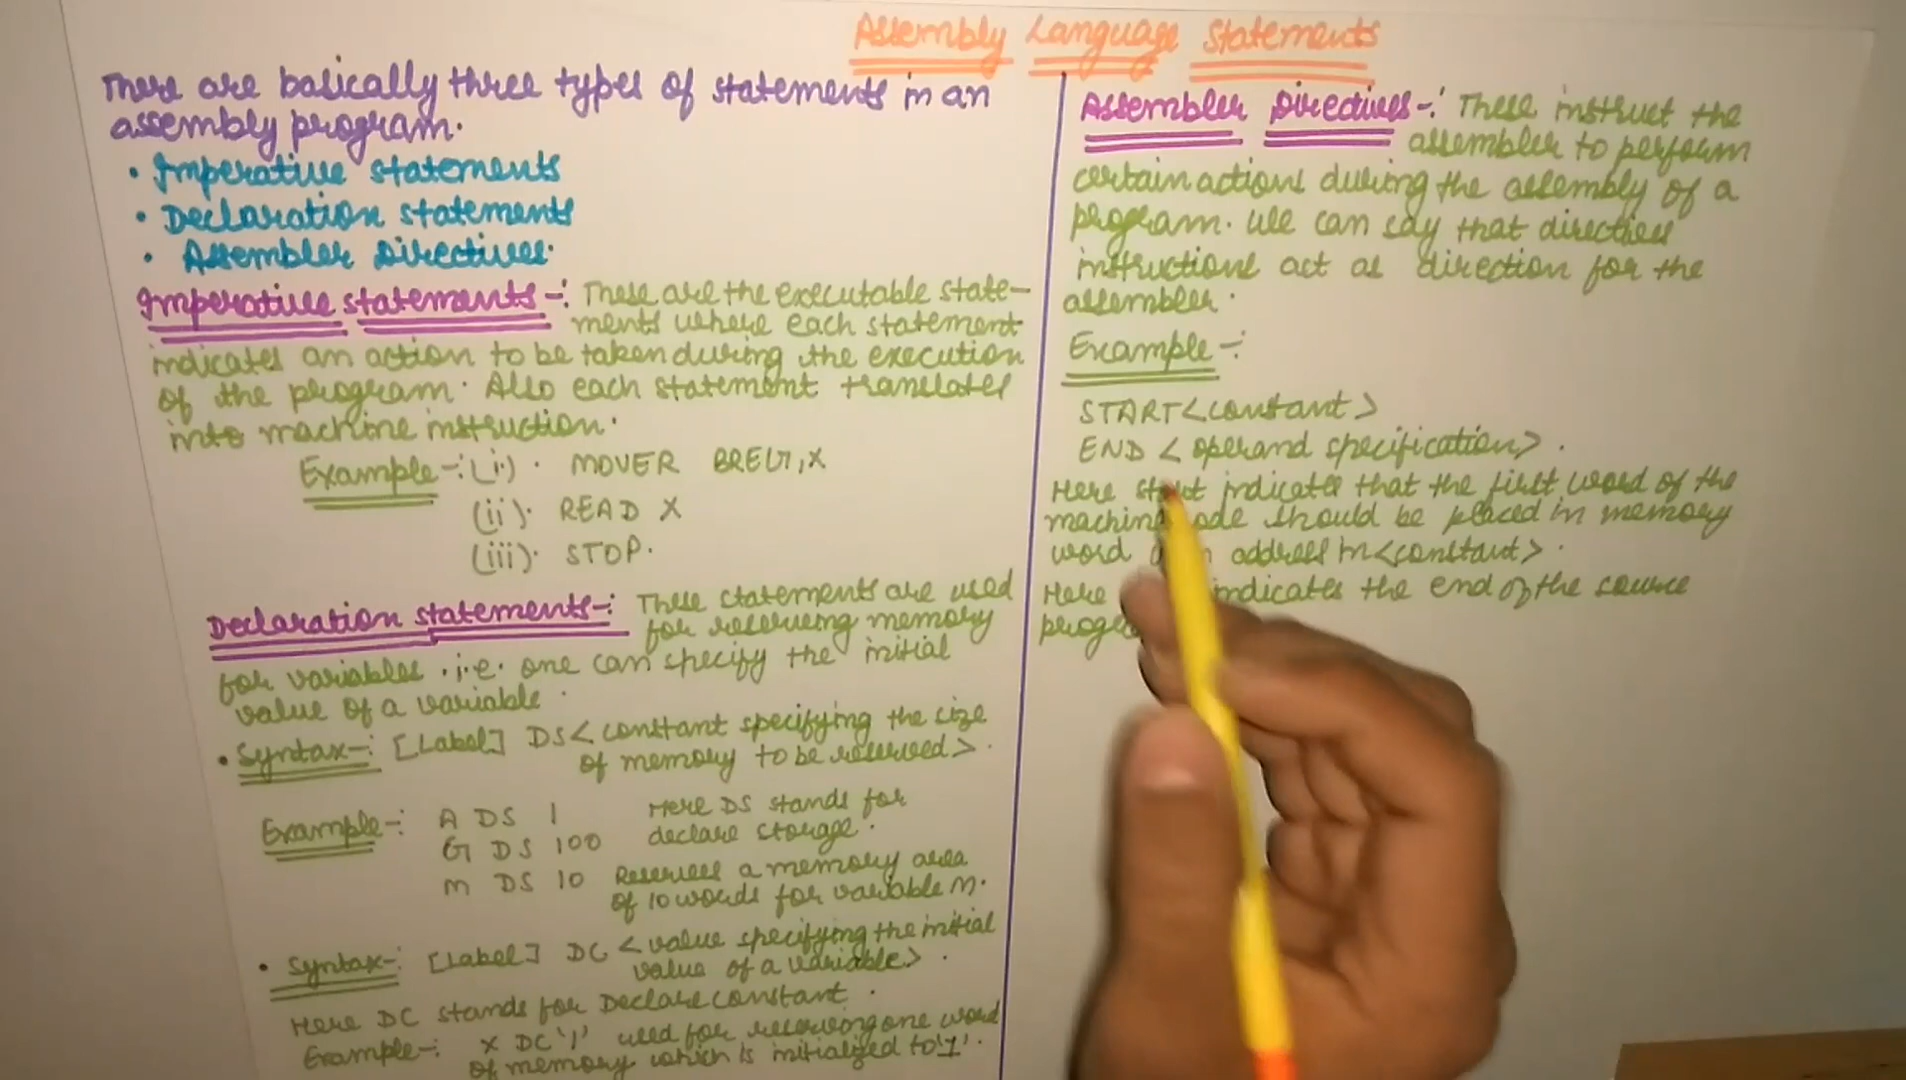 Assembly Language Statements
There are basically three types of statements in an
assembly program.
• Imperative statements
• Declaration statements
• Assembler Directives.
Imperative statements -: These are the executable state-
ments where each statement
indicates an action to be taken during the execution
of the program. Also each statement translates
into machine instruction.
Example -: (i). MOVER BREG, X
(ii). READ X
(iii). STOP.
Declaration statements -: These statements are used
for reserving memory
for variables. i.e. one can specify the initial
value of a variable.
• Syntax -: [Label] DS < constant specifying the size
of memory to be reserved > .
Example -: A DS 1 Here DS stands for
G DS 100 declare storage.
m DS 10 Reserves a memory area
of 10 words for variable M.
• Syntax -: [Label] DC < value specifying the initial
value of a variable > .
Here DC stands for Declare constant .
Example -: X DC '1' used for reserving one word
of memory which is initialized to '1'.
Assembler Directives -: These instruct the
assembler to perform
certain actions during the assembly of a
program. We can say that
instructions act as direction for the
assembler .
Example -:
START <constant>
END < operand specification> .
Here start indicates that the first word of the
should be placed in memory
word address in <constant> .
Here indicates the end of the source